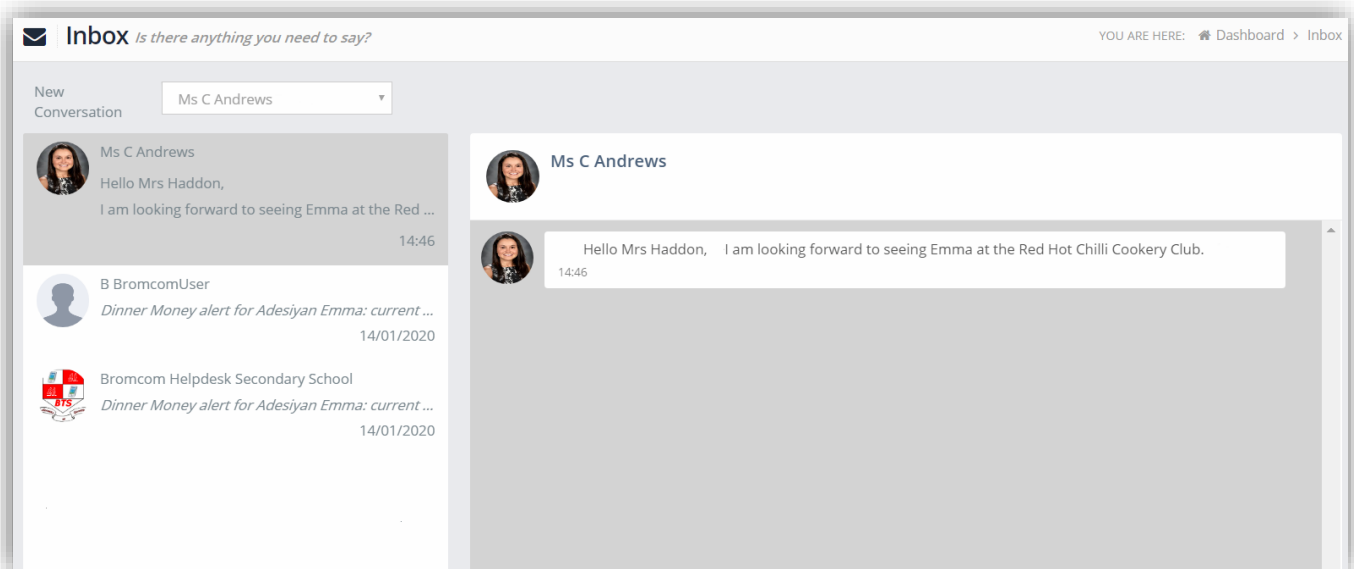 Inbox Is there anything you need to say?
YOU ARE HERE: Dashboard > Inbox
New
Conversation
Ms C Andrews
Ms C Andrews
Hello Mrs Haddon,
I am looking forward to seeing Emma at the Red ...
14:46
B BromcomUser
Dinner Money alert for Adesiyan Emma: current ...
14/01/2020
BTS
Bromcom Helpdesk Secondary School
Dinner Money alert for Adesiyan Emma: current ...
14/01/2020
Ms C Andrews
Hello Mrs Haddon, I am looking forward to seeing Emma at the Red Hot Chilli Cookery Club.
14:46